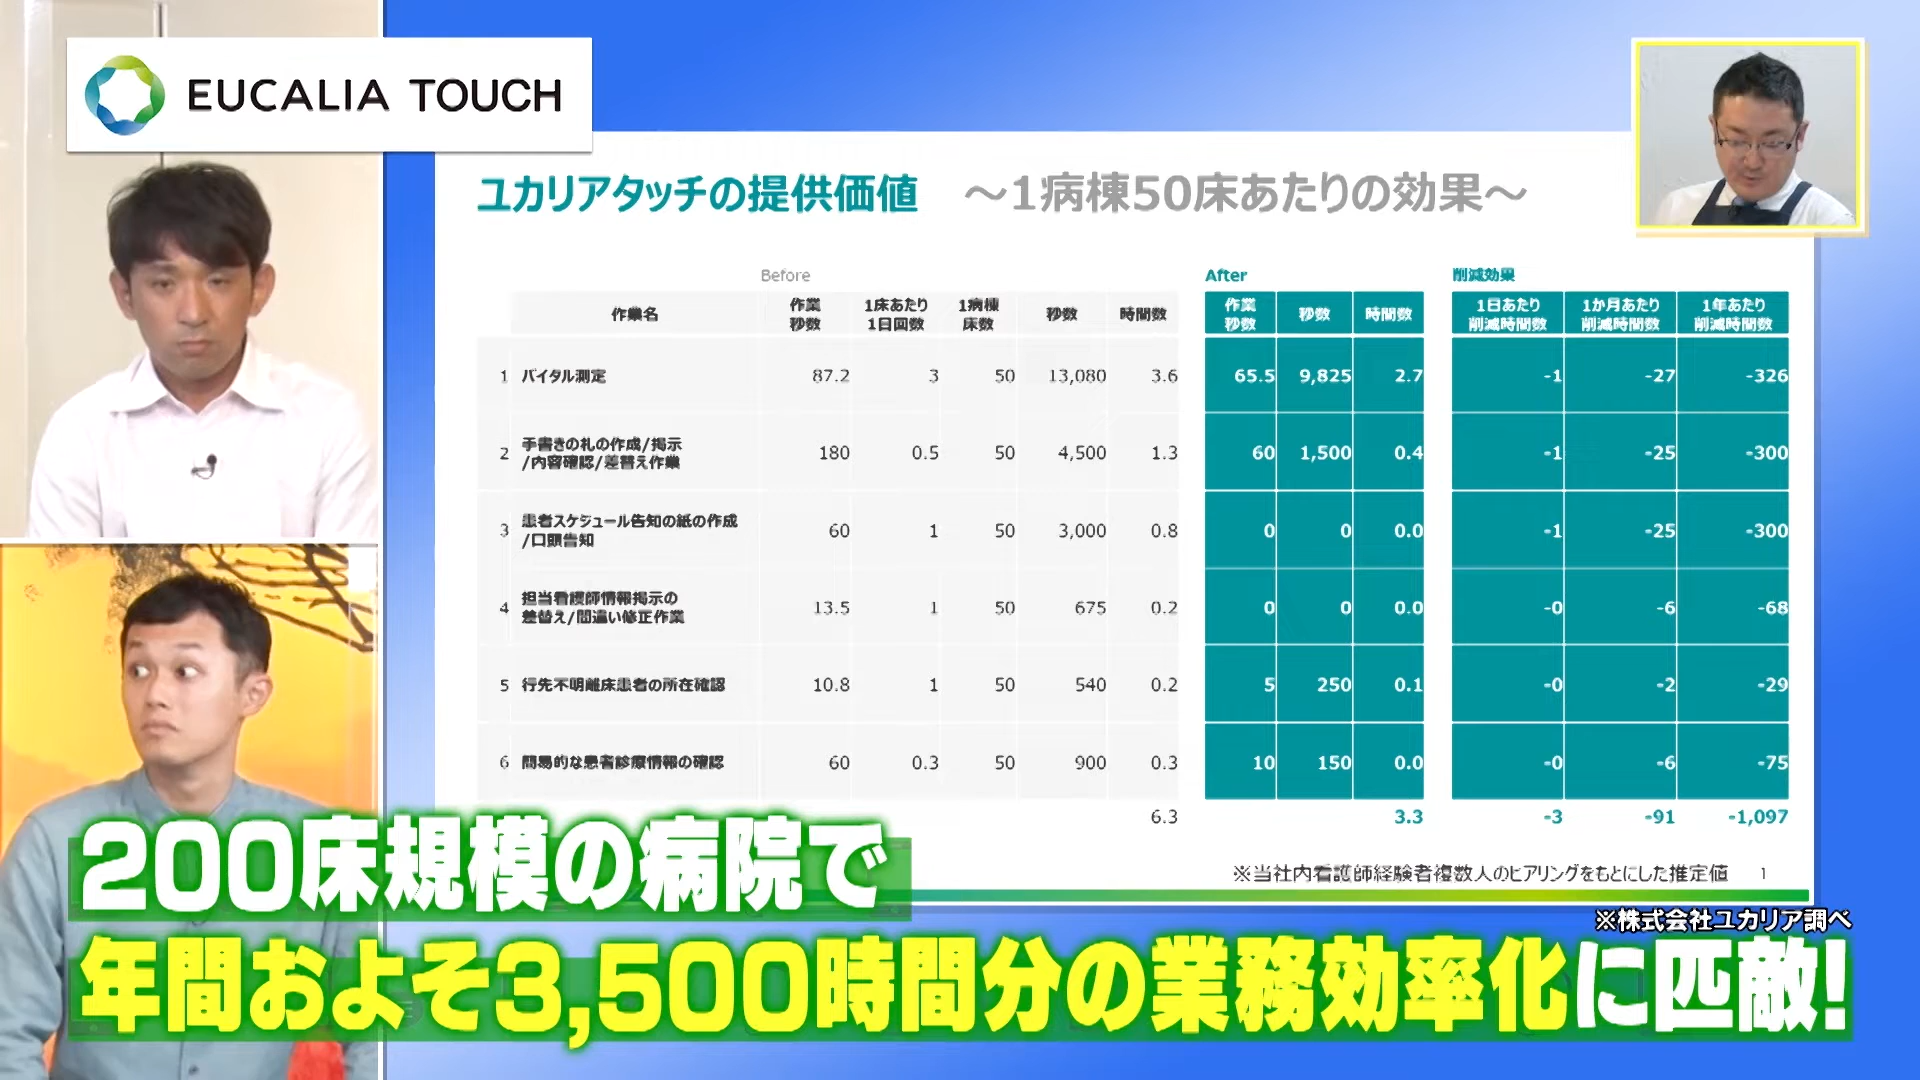 EUCALIA TOUCH
ユカリアタッチの提供価値 ～1病棟50床あたりの効果～
Before After 削減効果
作業名 作業秒数 1床あたり1日回数 1病棟床数 秒数 時間数 作業秒数 秒数 時間数 1日あたり削減時間数 1か月あたり削減時間数 1年あたり削減時間数
1 バイタル測定 87.2 3 50 13,080 3.6 65.5 9,825 2.7 -1 -27 -326
2 手書きの札の作成/掲示/内容確認/差替え作業 180 0.5 50 4,500 1.3 60 1,500 0.4 -1 -25 -300
3 患者スケジュール告知の紙の作成/口頭告知 60 1 50 3,000 0.8 0 0 0.0 -1 -25 -300
4 担当看護師情報掲示の差替え/間違い修正作業 13.5 1 50 675 0.2 0 0 0.0 -0 -6 -68
5 行先不明離床患者の所在確認 10.8 1 50 540 0.2 5 250 0.1 -0 -2 -29
6 簡易的な患者診療情報の確認 60 0.3 50 900 0.3 10 150 0.0 -0 -6 -75
6.3 3.3 -3 -91 -1,097
※当社内看護師経験者複数人のヒアリングをもとにした推定値 1
※株式会社ユカリア調べ
200床規模の病院で
年間およそ3,500時間分の業務効率化に匹敵!